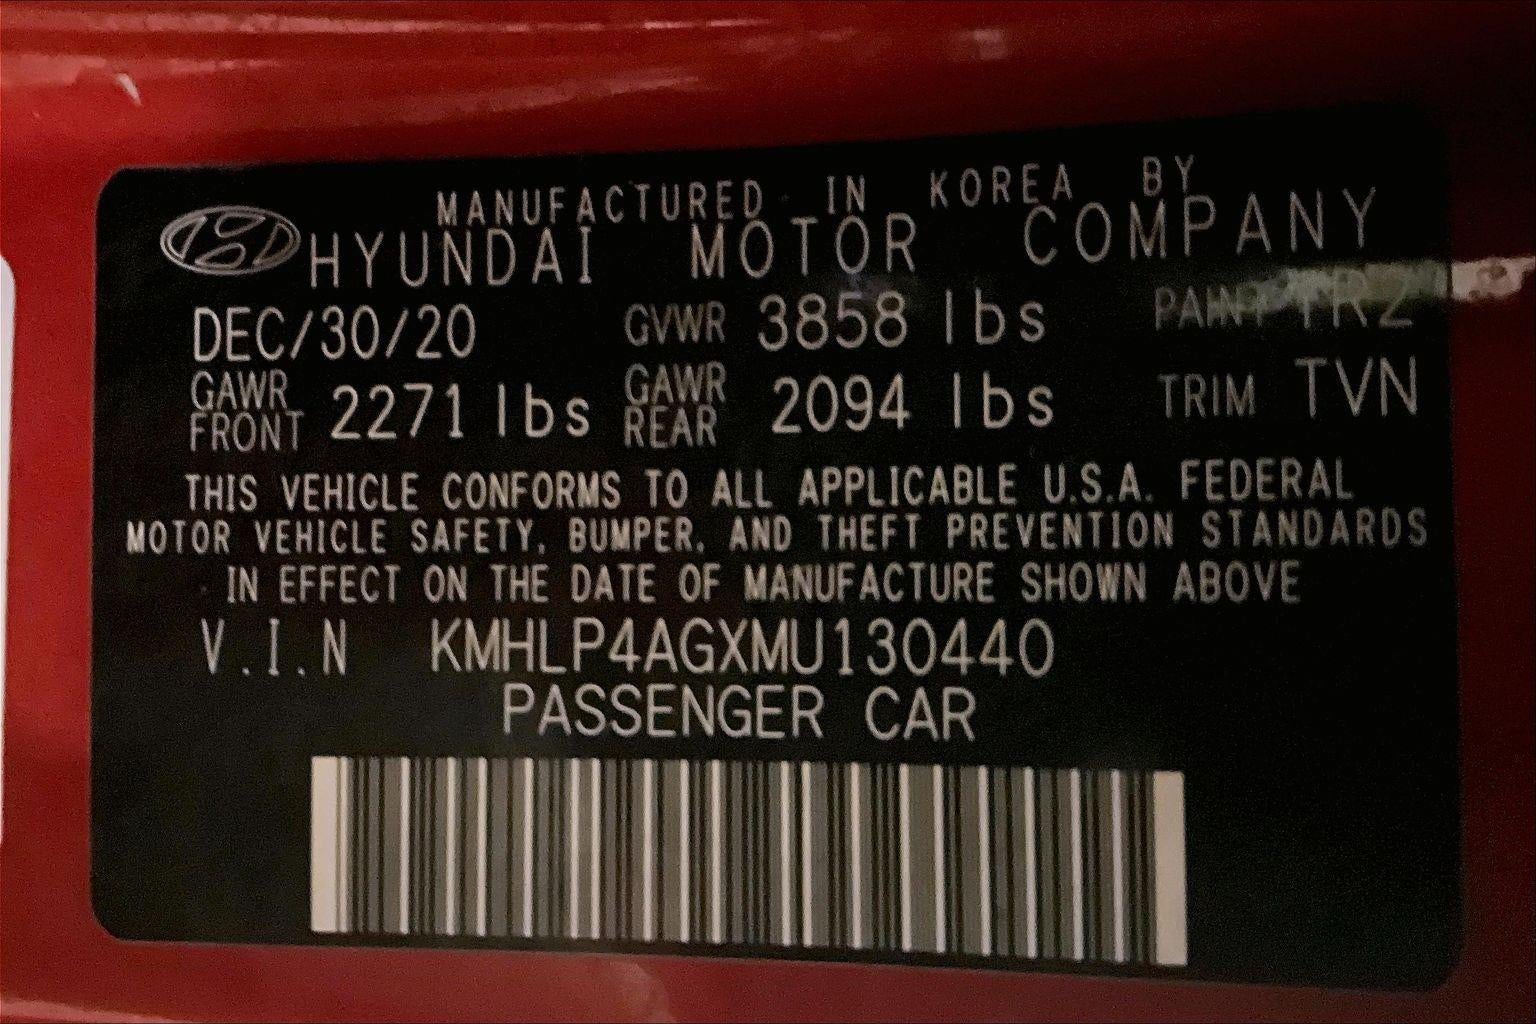 MANUFACTURED IN KOREA BY
HYUNDAI MOTOR COMPANY
DEC/30/20 GVWR 3858 lbs PAINT TR2
GAWR FRONT 2271 lbs GAWR REAR 2094 lbs TRIM TVN
THIS VEHICLE CONFORMS TO ALL APPLICABLE U.S.A. FEDERAL
MOTOR VEHICLE SAFETY, BUMPER, AND THEFT PREVENTION STANDARDS
IN EFFECT ON THE DATE OF MANUFACTURE SHOWN ABOVE
V.I.N KMHLP4AGXMU130440
PASSENGER CAR